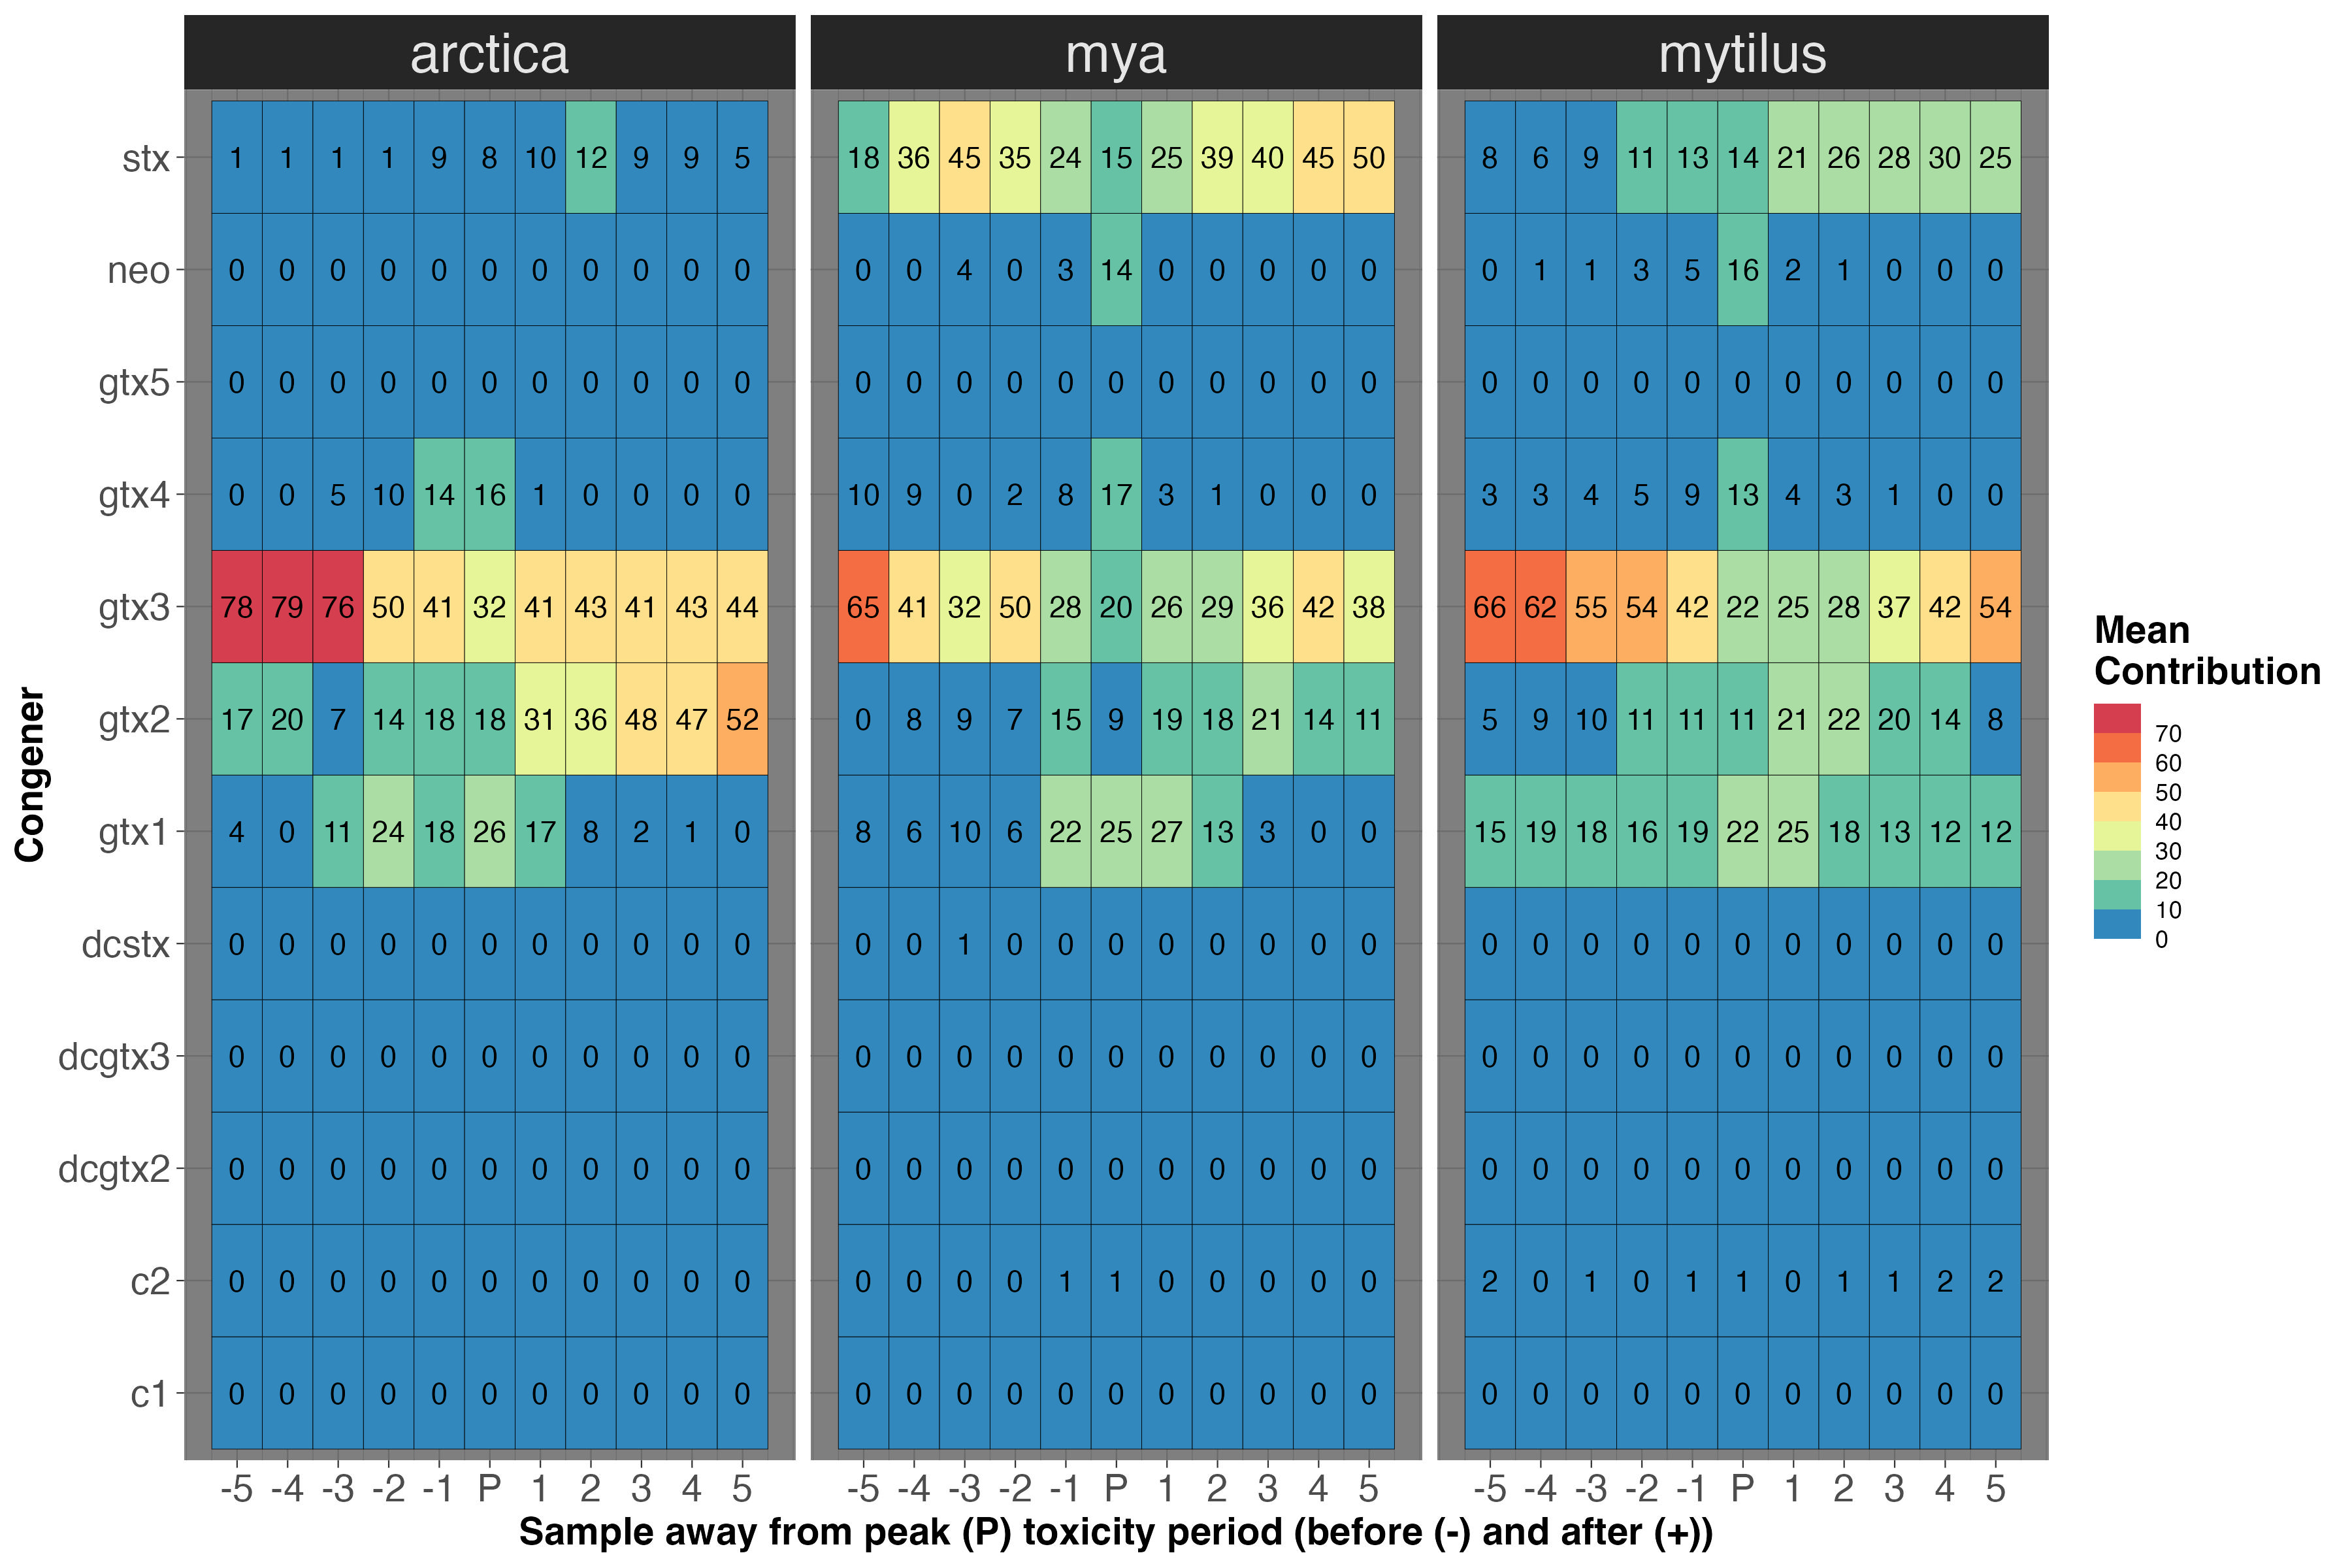 arctica mya mytilus
stx 1 1 1 1 9 8 10 12 9 9 5 18 36 45 35 24 15 25 39 40 45 50 8 6 9 11 13 14 21 26 28 30 25
neo 0 0 0 0 0 0 0 0 0 0 0 0 0 4 0 3 14 0 0 0 0 0 0 1 1 3 5 16 2 1 0 0 0
gtx5 0 0 0 0 0 0 0 0 0 0 0 0 0 0 0 0 0 0 0 0 0 0 0 0 0 0 0 0 0 0 0 0 0
gtx4 0 0 5 10 14 16 1 0 0 0 0 10 9 0 2 8 17 3 1 0 0 0 3 3 4 5 9 13 4 3 1 0 0
gtx3 78 79 76 50 41 32 41 43 41 43 44 65 41 32 50 28 20 26 29 36 42 38 66 62 55 54 42 22 25 28 37 42 54
gtx2 17 20 7 14 18 18 31 36 48 47 52 0 8 9 7 15 9 19 18 21 14 11 5 9 10 11 11 11 21 22 20 14 8
gtx1 4 0 11 24 18 26 17 8 2 1 0 8 6 10 6 22 25 27 13 3 0 0 15 19 18 16 19 22 25 18 13 12 12
dcstx 0 0 0 0 0 0 0 0 0 0 0 0 0 1 0 0 0 0 0 0 0 0 0 0 0 0 0 0 0 0 0 0 0
dcgtx3 0 0 0 0 0 0 0 0 0 0 0 0 0 0 0 0 0 0 0 0 0 0 0 0 0 0 0 0 0 0 0 0 0
dcgtx2 0 0 0 0 0 0 0 0 0 0 0 0 0 0 0 0 0 0 0 0 0 0 0 0 0 0 0 0 0 0 0 0 0
c2 0 0 0 0 0 0 0 0 0 0 0 0 0 0 0 1 1 0 0 0 0 0 2 0 1 0 1 1 0 1 1 2 2
c1 0 0 0 0 0 0 0 0 0 0 0 0 0 0 0 0 0 0 0 0 0 0 0 0 0 0 0 0 0 0 0 0 0
-5 -4 -3 -2 -1 P 1 2 3 4 5 -5 -4 -3 -2 -1 P 1 2 3 4 5 -5 -4 -3 -2 -1 P 1 2 3 4 5
Sample away from peak (P) toxicity period (before (-) and after (+))
Congener
Mean
Contribution
70
60
50
40
30
20
10
0